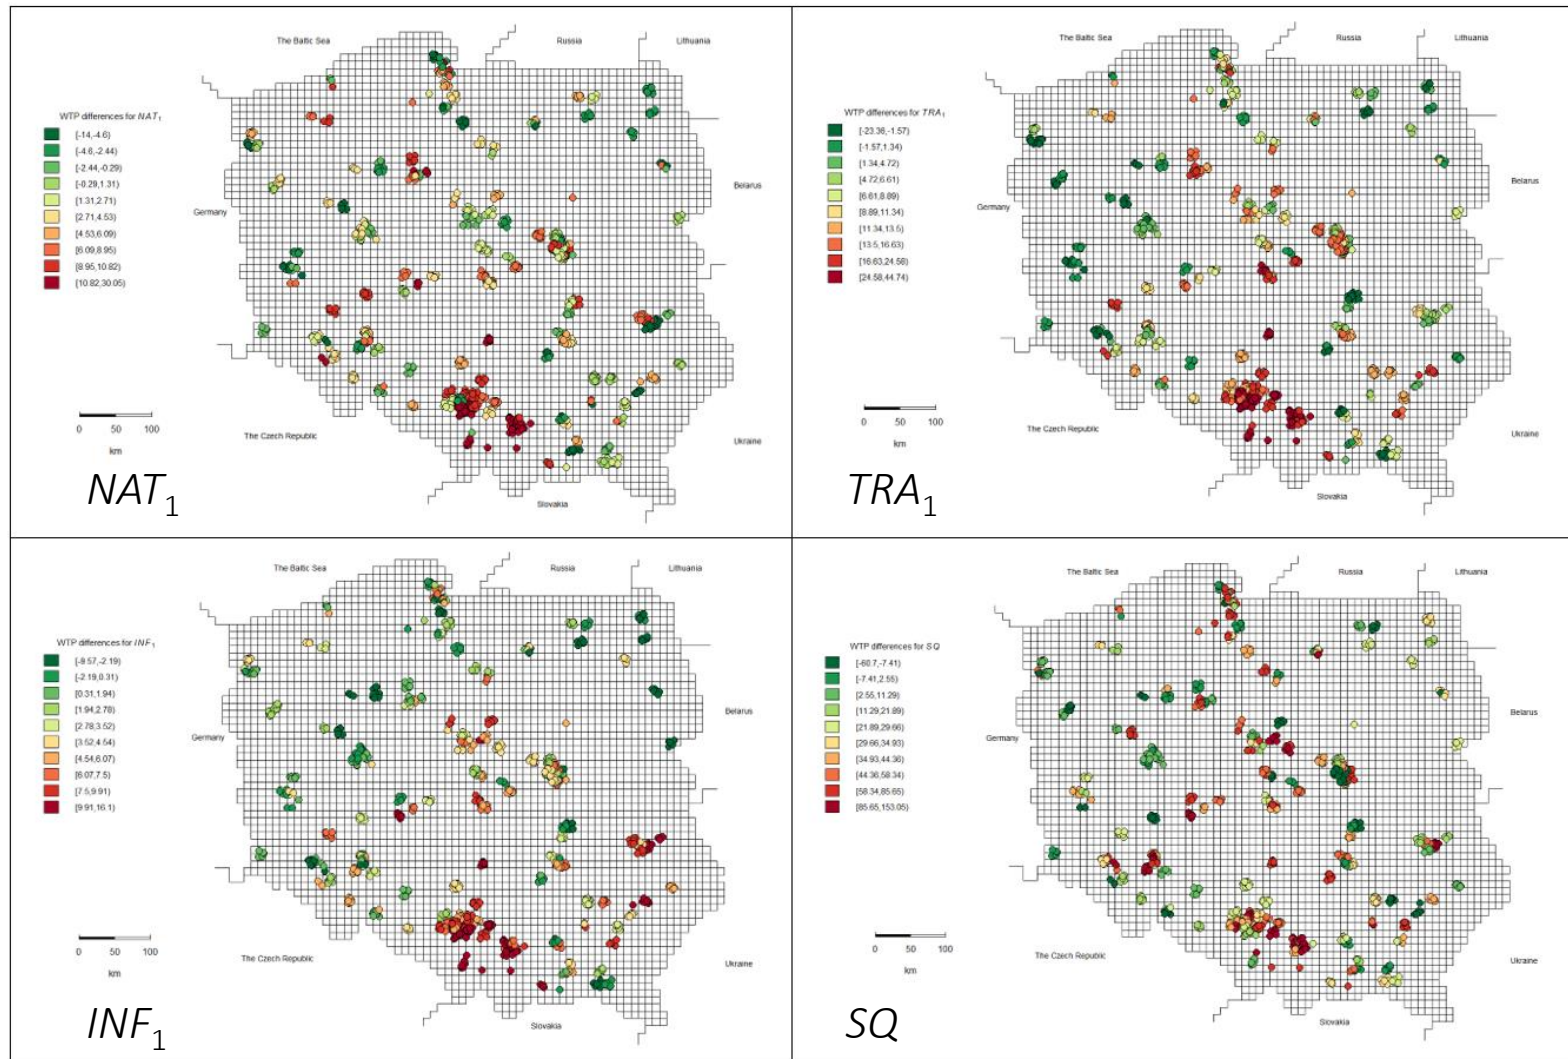 The Baltic Sea
Russia
Lithuania
WTP differences for NAT1
[-14,-4.6)
[-4.6,-2.44)
[-2.44,-0.29)
[-0.29,1.31)
[1.31,2.71)
[2.71,4.53)
[4.53,6.09)
[6.09,8.95)
[8.95,10.82)
[10.82,30.05]
Germany
Belarus
0 50 100
km
The Czech Republic
Ukraine
Slovakia
NAT1
The Baltic Sea
Russia
Lithuania
WTP differences for TRA1
[-23.36,-1.57)
[-1.57,1.34)
[1.34,4.72)
[4.72,6.61)
[6.61,8.89)
[8.89,11.34)
[11.34,13.5)
[13.5,16.63)
[16.63,24.58)
[24.58,44.74]
Germany
Belarus
0 50 100
km
The Czech Republic
Ukraine
Slovakia
TRA1
The Baltic Sea
Russia
Lithuania
WTP differences for INF1
[-9.57,-2.19)
[-2.19,0.31)
[0.31,1.94)
[1.94,2.78)
[2.78,3.52)
[3.52,4.54)
[4.54,6.07)
[6.07,7.5)
[7.5,9.91)
[9.91,16.1]
Germany
Belarus
0 50 100
km
The Czech Republic
Ukraine
Slovakia
INF1
The Baltic Sea
Russia
Lithuania
WTP differences for SQ
[-60.7,-7.41)
[-7.41,2.55)
[2.55,11.29)
[11.29,21.89)
[21.89,29.66)
[29.66,34.93)
[34.93,44.36)
[44.36,58.34)
[58.34,85.65)
[85.65,153.05]
Germany
Belarus
0 50 100
km
The Czech Republic
Ukraine
Slovakia
SQ